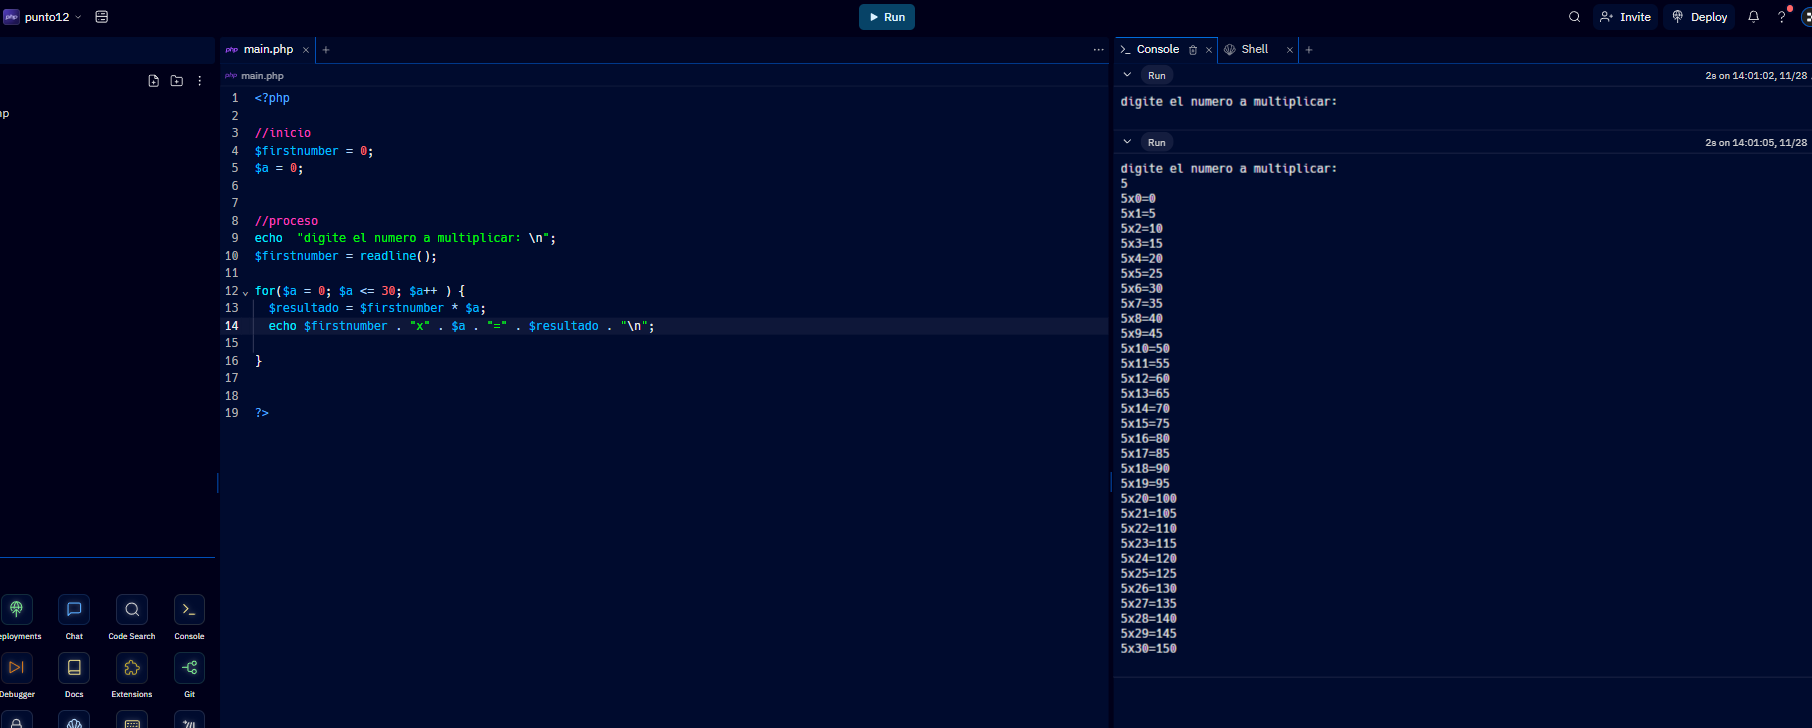 php punto12
Run
Invite
Deploy
?
php main.php × +
...
Console ×
Shell × +
php main.php
1 <?php
2
3 //inicio
4 $firstnumber = 0;
5 $a = 0;
6
7
8 //proceso
9 echo  "digite el numero a multiplicar: \n";
10 $firstnumber = readline();
11
12 for($a = 0; $a <= 30; $a++ ) {
13   $resultado = $firstnumber * $a;
14   echo $firstnumber . "x" . $a . "=" . $resultado . "\n";
15
16 }
17
18
19 ?>
Run
2s on 14:01:02, 11/28
digite el numero a multiplicar:
Run
2s on 14:01:05, 11/28
digite el numero a multiplicar:
5
5x0=0
5x1=5
5x2=10
5x3=15
5x4=20
5x5=25
5x6=30
5x7=35
5x8=40
5x9=45
5x10=50
5x11=55
5x12=60
5x13=65
5x14=70
5x15=75
5x16=80
5x17=85
5x18=90
5x19=95
5x20=100
5x21=105
5x22=110
5x23=115
5x24=120
5x25=125
5x26=130
5x27=135
5x28=140
5x29=145
5x30=150
hp
eployments Chat Code Search Console
Debugger Docs Extensions Git